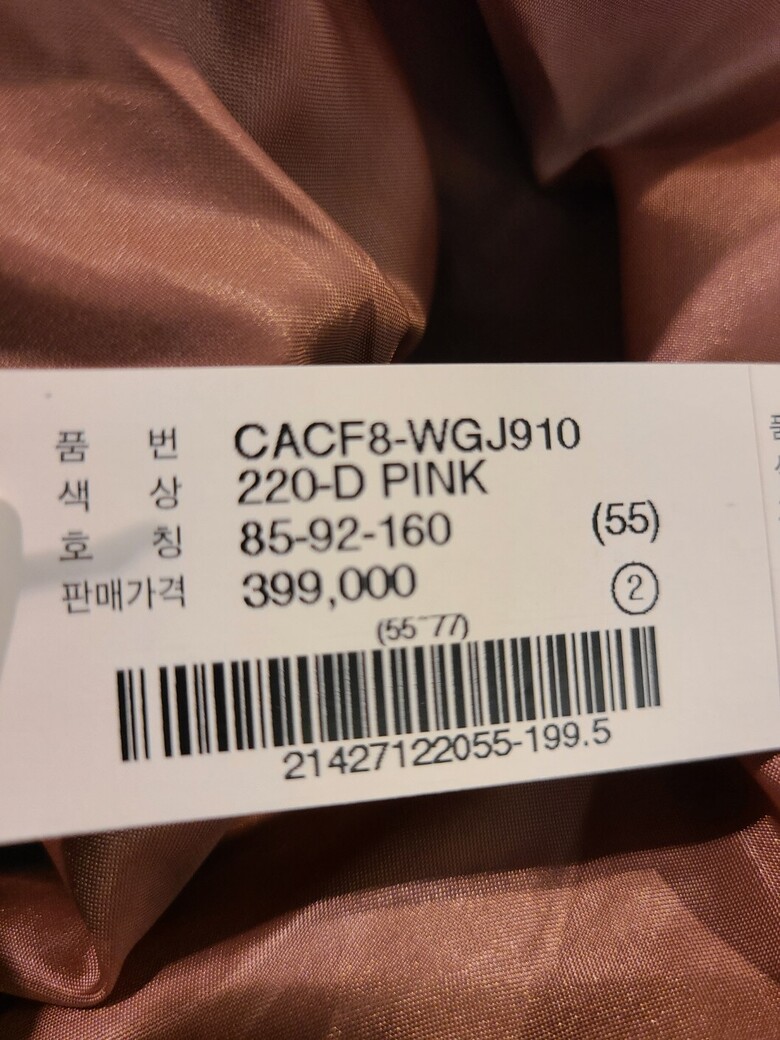 품 번 CACF8-WGJ910
색 상 220-D PINK
호 칭 85-92-160 (55)
판매가격 399,000 ②
(55~77)
21427122055-199.5